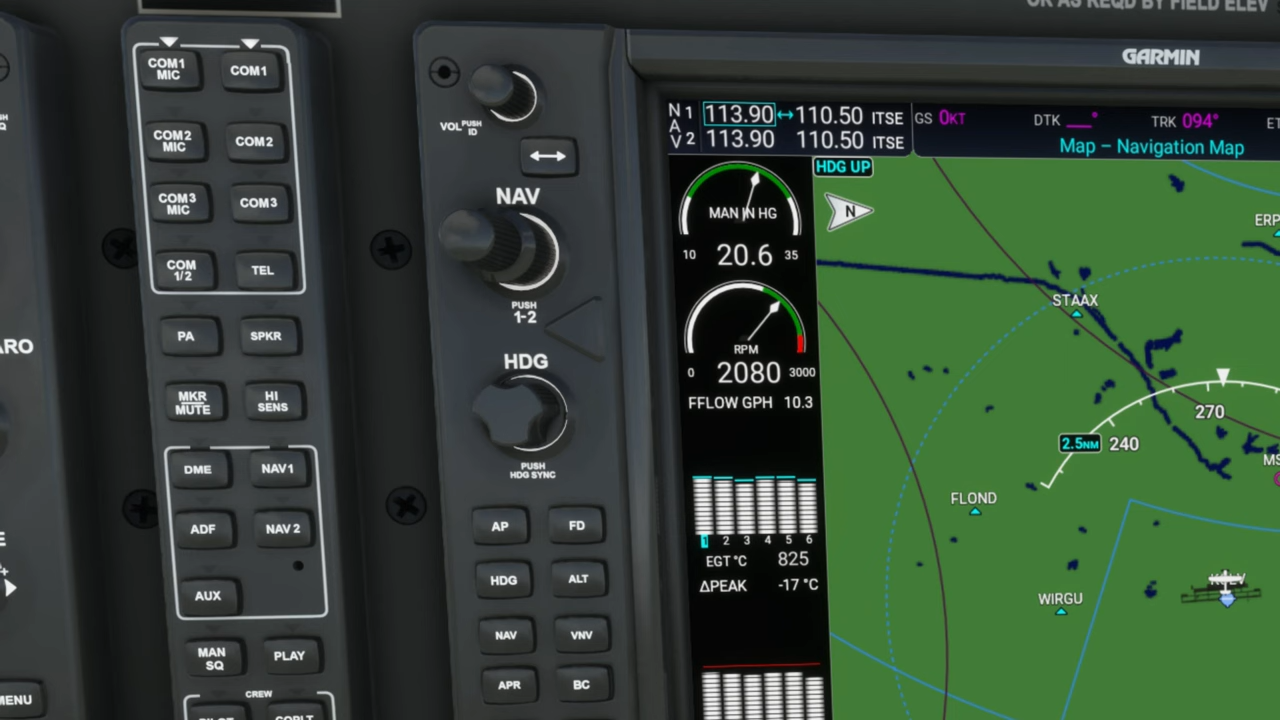 OR AS REQD BY FIELD ELEV
GARMIN
COM1 MIC
COM1
COM2 MIC
COM2
COM3 MIC
COM3
COM 1/2
TEL
PA
SPKR
MKR MUTE
HI SENS
DME
NAV1
ADF
NAV 2
AUX
MAN SQ
PLAY
CREW
PILOT
COPLT
MENU
VOL PUSH ID
NAV
PUSH
1-2
HDG
PUSH
HDG SYNC
AP
FD
HDG
ALT
NAV
VNV
APR
BC
NAV
1 113.90↔110.50 ITSE
2 113.90 110.50 ITSE
GS 0KT
DTK ___°
TRK 094°
Map – Navigation Map
HDG UP
N
MAN IN HG
10 20.6 35
RPM
0 2080 3000
FFLOW GPH 10.3
1 2 3 4 5 6
EGT °C 825
ΔPEAK -17 °C
STAAX
270
2.5NM 240
FLOND
WIRGU